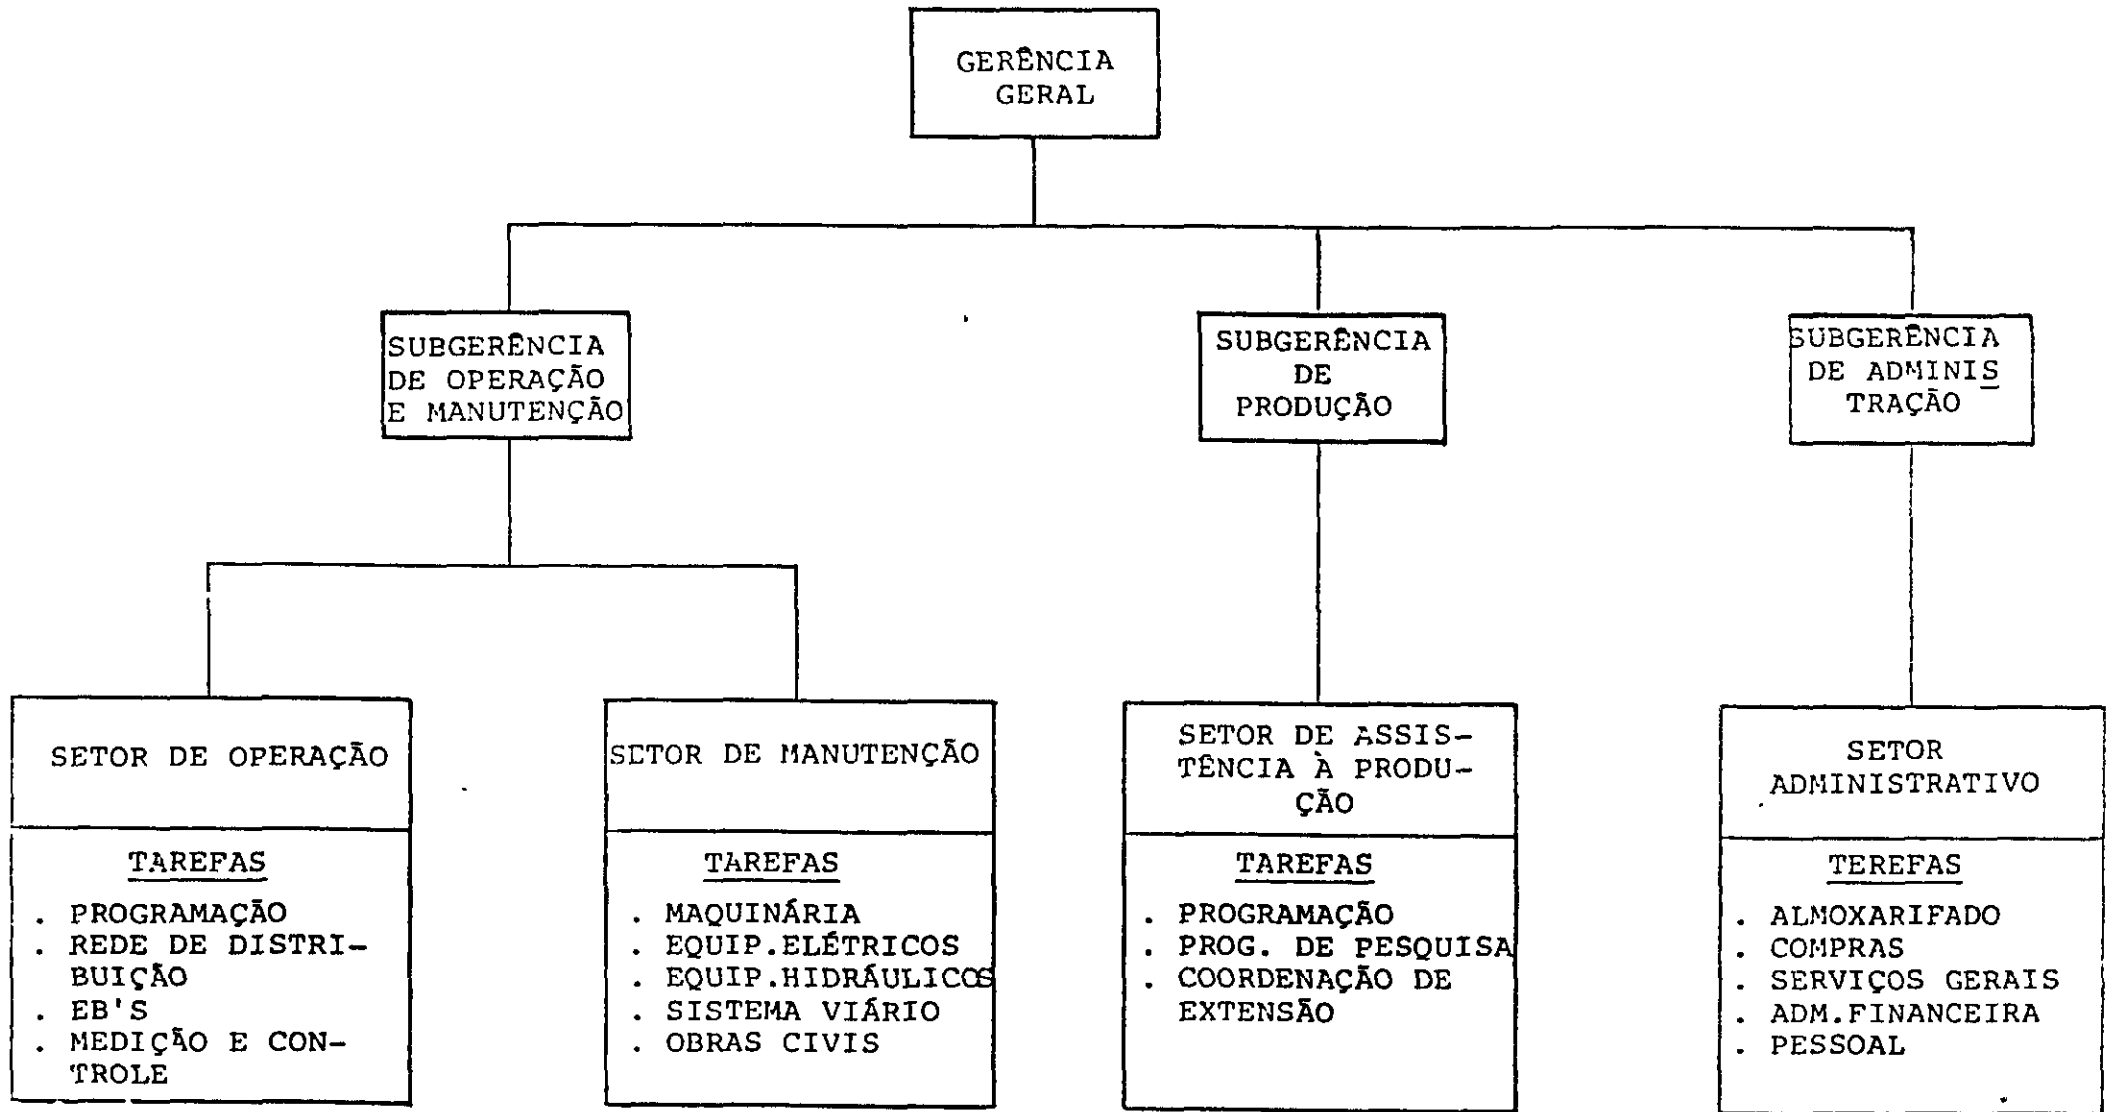 GERÊNCIA
GERAL
SUBGERÊNCIA
DE OPERAÇÃO
E MANUTENÇÃO
SUBGERÊNCIA
DE
PRODUÇÃO
SUBGERÊNCIA
DE ADMINIS
TRAÇÃO
SETOR DE OPERAÇÃO
TAREFAS
. PROGRAMAÇÃO
. REDE DE DISTRI-
BUIÇÃO
. EB'S
. MEDIÇÃO E CON-
TROLE
SETOR DE MANUTENÇÃO
TAREFAS
. MAQUINÁRIA
. EQUIP.ELÉTRICOS
. EQUIP.HIDRÁULICOS
. SISTEMA VIÁRIO
. OBRAS CIVIS
SETOR DE ASSIS-
TÊNCIA À PRODU-
ÇÃO
TAREFAS
. PROGRAMAÇÃO
. PROG. DE PESQUISA
. COORDENAÇÃO DE
EXTENSÃO
SETOR
ADMINISTRATIVO
TEREFAS
. ALMOXARIFADO
. COMPRAS
. SERVIÇOS GERAIS
. ADM.FINANCEIRA
. PESSOAL